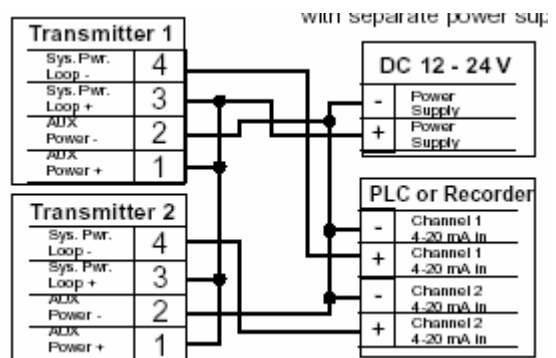 with separate power sup
Transmitter 1
Sys. Pwr.
Loop -
4
Sys. Pwr.
Loop +
3
AUX
Power -
2
AUX
Power +
1
DC 12 - 24 V
-
Power
Supply
+
Power
Supply
Transmitter 2
Sys. Pwr.
Loop -
4
Sys. Pwr.
Loop +
3
AUX
Power -
2
AUX
Power +
1
PLC or Recorder
-
Channel 1
4-20 mA in
+
Channel 1
4-20 mA in
-
Channel 2
4-20 mA in
+
Channel 2
4-20 mA in